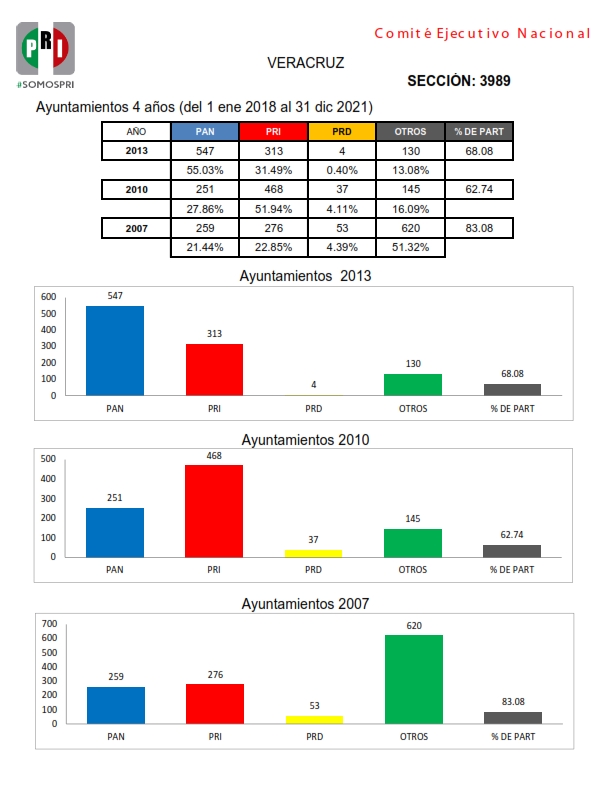 Comité Ejecutivo Nacional
PRI
#SOMOSPRI
VERACRUZ
SECCIÓN: 3989
Ayuntamientos 4 años (del 1 ene 2018 al 31 dic 2021)
AÑO PAN PRI PRD OTROS % DE PART
2013 547 313 4 130 68.08
55.03% 31.49% 0.40% 13.08%
2010 251 468 37 145 62.74
27.86% 51.94% 4.11% 16.09%
2007 259 276 53 620 83.08
21.44% 22.85% 4.39% 51.32%
Ayuntamientos 2013
600
500
400
300
200
100
0
547
313
4
130
68.08
PAN PRI PRD OTROS % DE PART
Ayuntamientos 2010
500
400
300
200
100
0
251
468
37
145
62.74
PAN PRI PRD OTROS % DE PART
Ayuntamientos 2007
700
600
500
400
300
200
100
0
259
276
53
620
83.08
PAN PRI PRD OTROS % DE PART